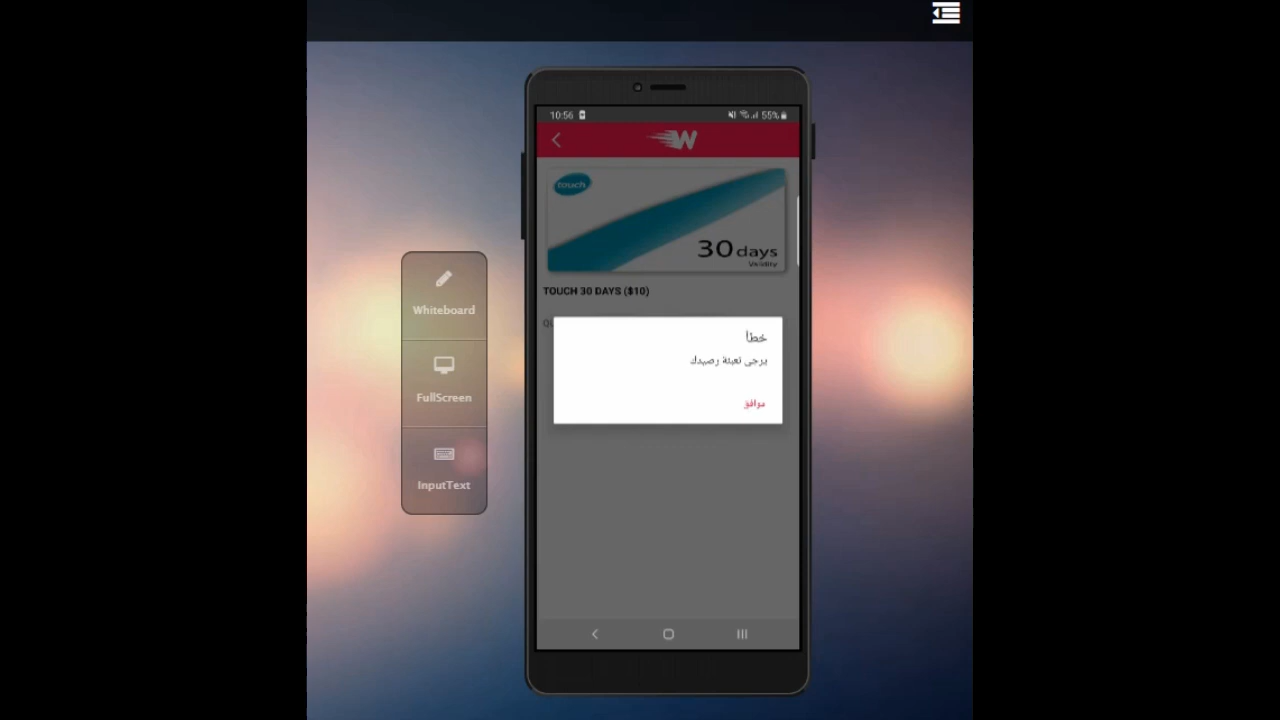 10:56
55%
W
touch
30 days
Validity
TOUCH 30 DAYS ($10)
خطأ
يرجى تعبئة رصيدك
موافق
Whiteboard
FullScreen
InputText